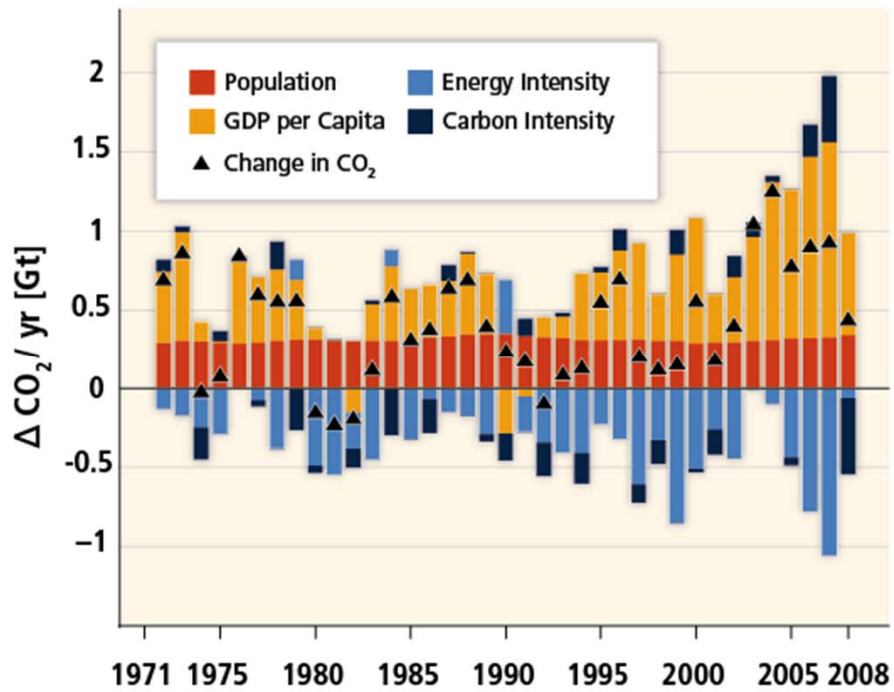 2
1.5
1
0.5
0
-0.5
−1
Δ CO₂/ yr [Gt]
Population
Energy Intensity
GDP per Capita
Carbon Intensity
Change in CO₂
1971 1975 1980 1985 1990 1995 2000 2005 2008